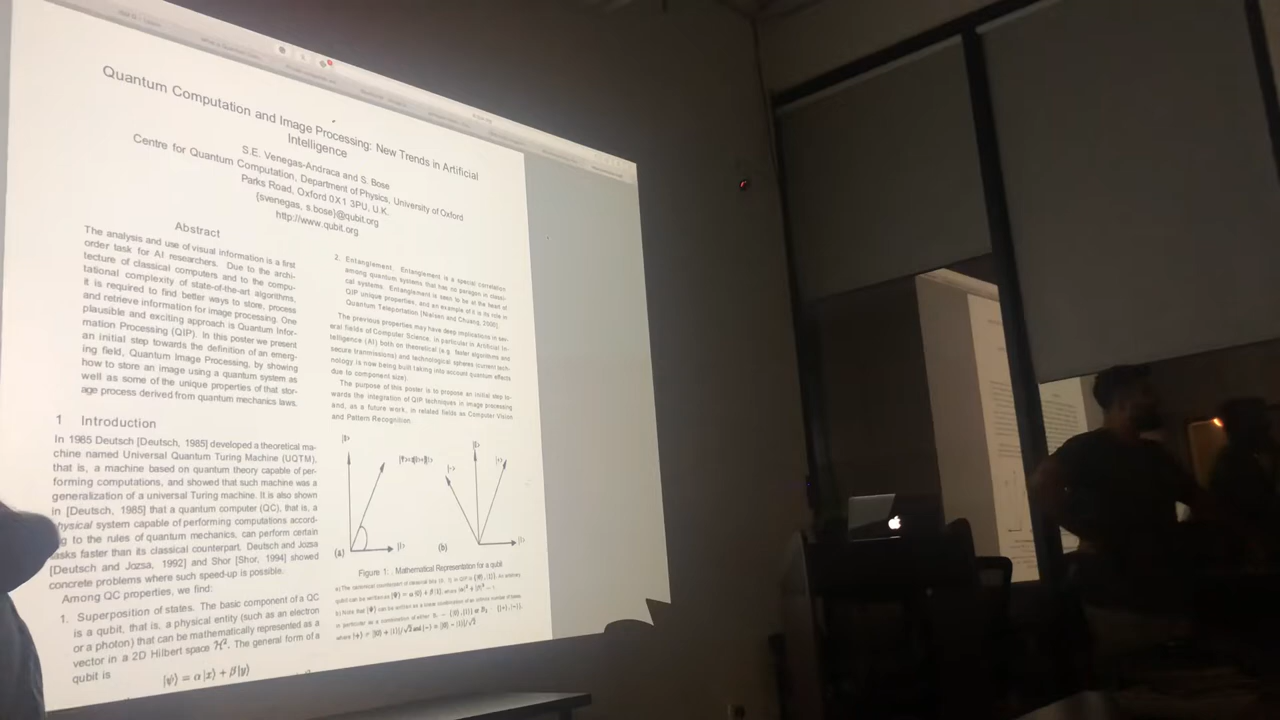 Quantum Computation and Image Processing: New Trends in Artificial
Intelligence
S.E. Venegas-Andraca and S. Bose
Centre for Quantum Computation, Department of Physics, University of Oxford
Parks Road, Oxford 0X1 3PU, U.K.
{svenegas, s.bose}@qubit.org
http://www.qubit.org
Abstract
The analysis and use of visual information is a first
order task for AI researchers. Due to the archi-
tecture of classical computers and to the compu-
tational complexity of state-of-the-art algorithms,
it is required to find better ways to store, process
and retrieve information for image processing. One
plausible and exciting approach is Quantum Infor-
mation Processing (QIP). In this poster we present
an initial step towards the definition of an emerg-
ing field, Quantum Image Processing, by showing
how to store an image using a quantum system as
well as some of the unique properties of that stor-
age process derived from quantum mechanics laws.
1 Introduction
In 1985 Deutsch [Deutsch, 1985] developed a theoretical ma-
chine named Universal Quantum Turing Machine (UQTM),
that is, a machine based on quantum theory capable of per-
forming computations, and showed that such machine was a
generalization of a universal Turing machine. It is also shown
in [Deutsch, 1985] that a quantum computer (QC), that is, a
physical system capable of performing computations accord-
g to the rules of quantum mechanics, can perform certain
asks faster than its classical counterpart. Deutsch and Jozsa
[Deutsch and Jozsa, 1992] and Shor [Shor, 1994] showed
concrete problems where such speed-up is possible.
Among QC properties, we find:
1. Superposition of states. The basic component of a QC
is a qubit, that is, a physical entity (such as an electron
or a photon) that can be mathematically represented as a
vector in a 2D Hilbert space ℋ². The general form of a
qubit is
|ψ⟩ = α|x⟩ + β|y⟩
2. Entanglement. Entanglement is a special correlation
among quantum systems that has no paragon in classi-
cal systems. Entanglement is seen to be at the heart of
QIP unique properties, and an example of it is its role in
Quantum Teleportation [Nielsen and Chuang, 2000].
The previous properties may have deep implications in sev-
eral fields of Computer Science, in particular in Artificial In-
telligence (AI) both on theoretical (e.g. faster algorithms and
secure transmissions) and technological spheres (current tech-
nology is now being built taking into account quantum effects
due to component size).
The purpose of this poster is to propose an initial step to-
wards the integration of QIP techniques in image processing
and, as a future work, in related fields as Computer Vision
and Pattern Recognition.
(a)
(b)
Figure 1: . Mathematical Representation for a qubit